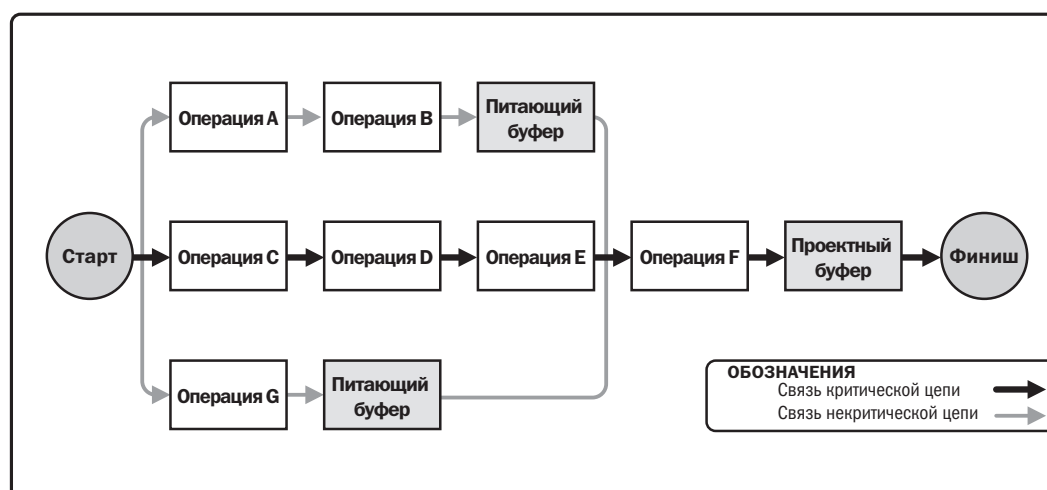 Операция A
Операция B
Питающий
буфер
Старт
Операция C
Операция D
Операция E
Операция F
Проектный
буфер
Финиш
Операция G
Питающий
буфер
ОБОЗНАЧЕНИЯ
Связь критической цепи
Связь некритической цепи